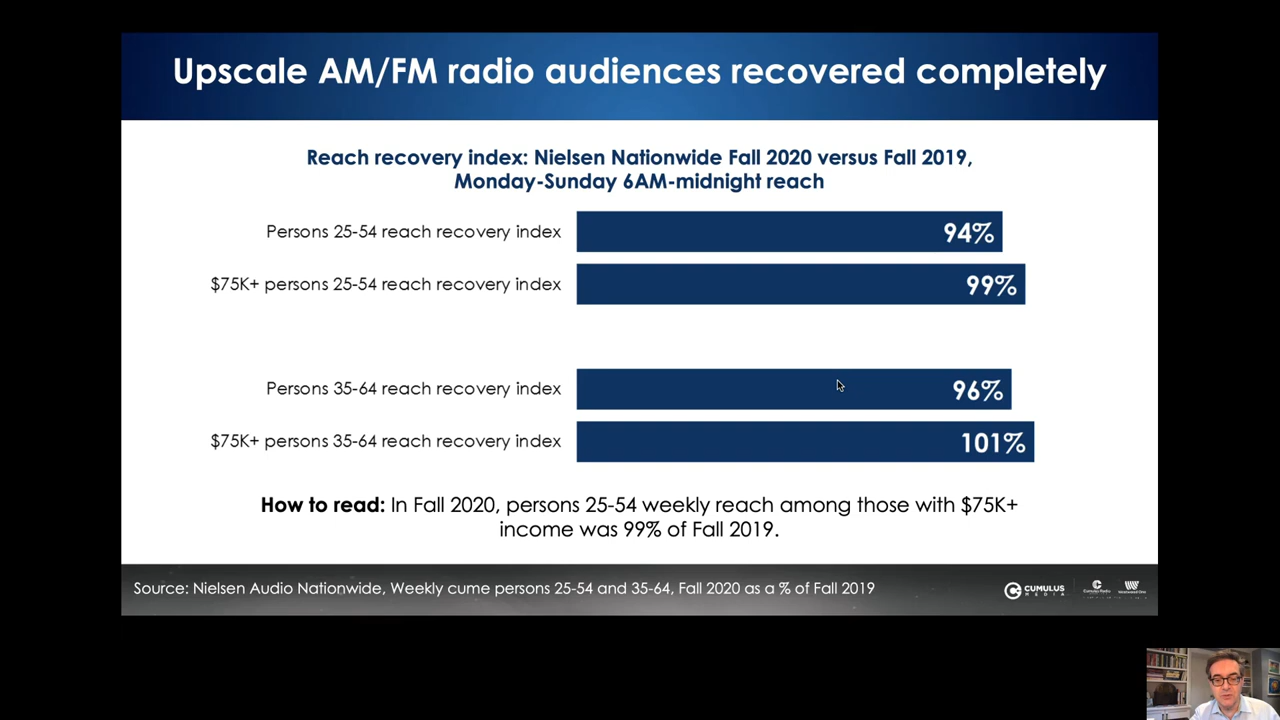 Upscale AM/FM radio audiences recovered completely
Reach recovery index: Nielsen Nationwide Fall 2020 versus Fall 2019,
Monday-Sunday 6AM-midnight reach
Persons 25-54 reach recovery index
94%
$75K+ persons 25-54 reach recovery index
99%
Persons 35-64 reach recovery index
96%
$75K+ persons 35-64 reach recovery index
101%
How to read: In Fall 2020, persons 25-54 weekly reach among those with $75K+
income was 99% of Fall 2019.
Source: Nielsen Audio Nationwide, Weekly cume persons 25-54 and 35-64, Fall 2020 as a % of Fall 2019
CUMULUS
MEDIA